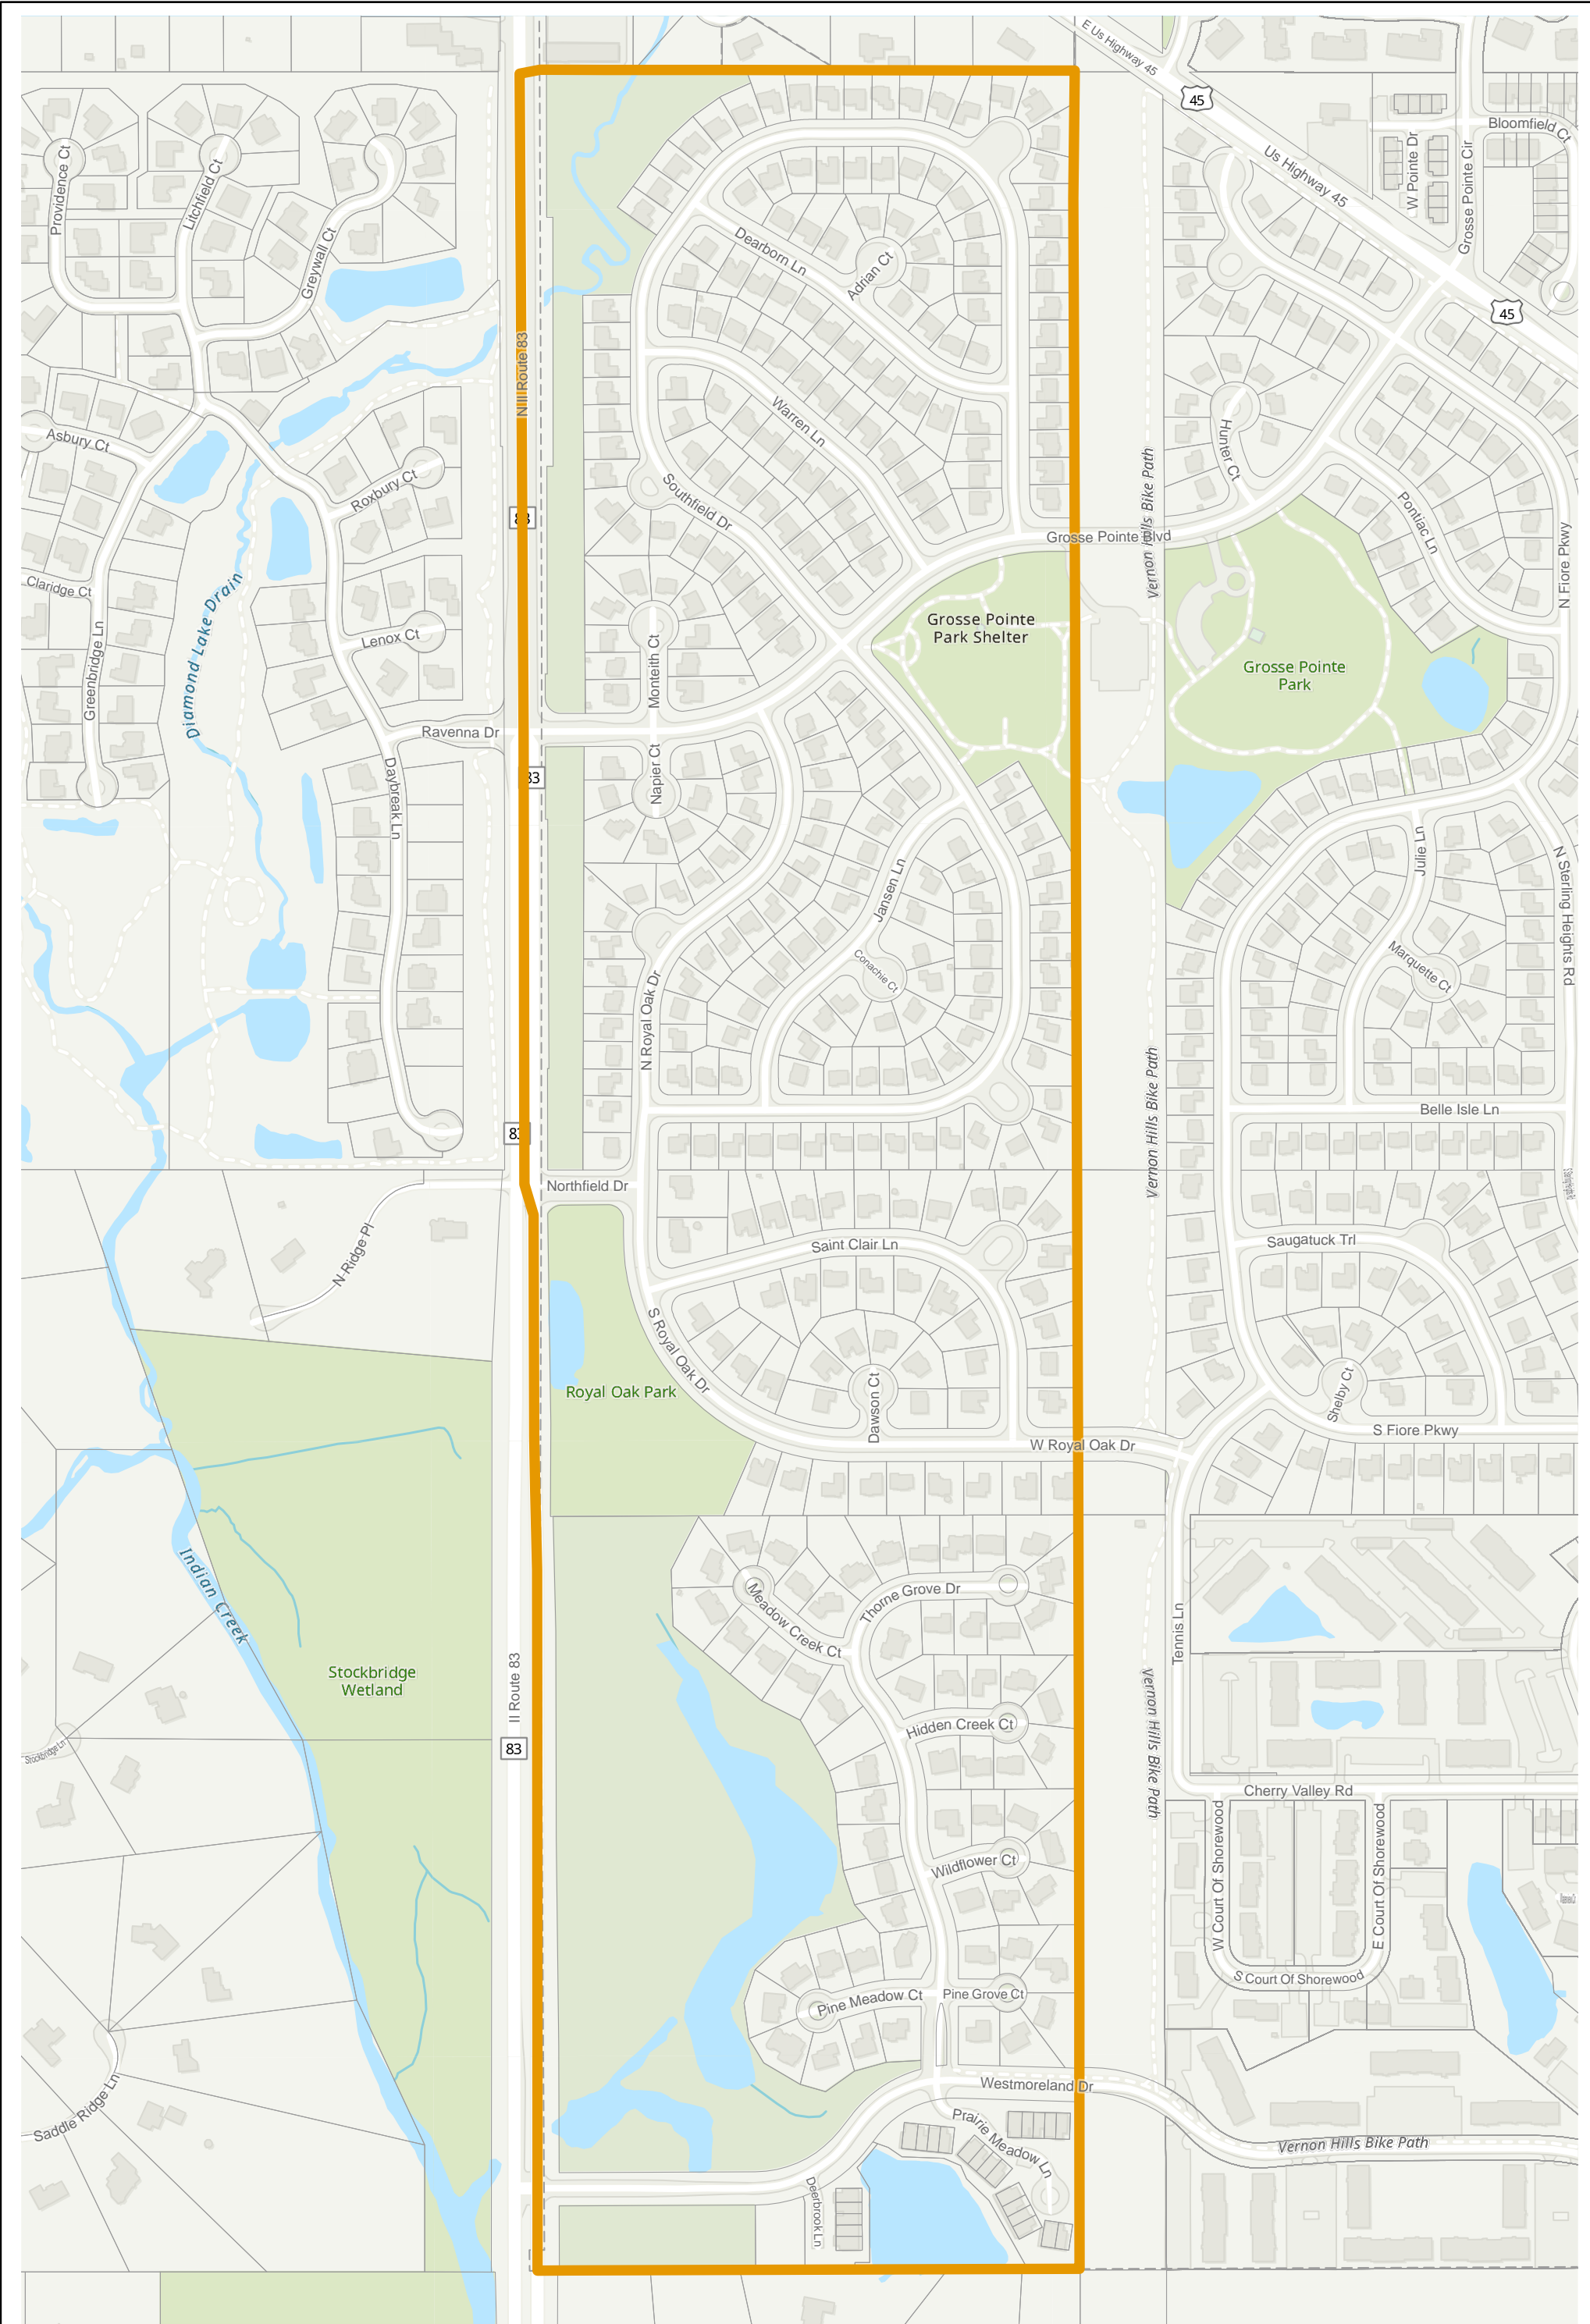 E Us Highway 45
45
Us Highway 45
45
Bloomfield Ct
W Pointe Dr
Grosse Pointe Cir
Providence Ct
Litchfield Ct
Greywall Ct
Dearborn Ln
Adrian Ct
N Il Route 83
Warren Ln
Hunter Ct
Asbury Ct
Roxbury Ct
Southfield Dr
83
Pontiac Ln
Grosse Pointe Blvd
Vernon Hills Bike Path
N Fiore Pkwy
Claridge Ct
Diamond Lake Drain
Greenbridge Ln
Lenox Ct
Monteith Ct
Grosse Pointe
Park Shelter
Grosse Pointe
Park
Ravenna Dr
Napier Ct
83
Daybreak Ln
Jansen Ln
Julie Ln
N Sterling Heights Rd
Conachie Ct
Marquette Ct
N Royal Oak Dr
Vernon Hills Bike Path
Belle Isle Ln
83
Northfield Dr
N Ridge Pl
Saint Clair Ln
Saugatuck Trl
S Royal Oak Dr
Royal Oak Park
Dawson Ct
Shelby Ct
W Royal Oak Dr
S Fiore Pkwy
Indian Creek
Meadow Creek Ct
Thorne Grove Dr
Tennis Ln
Stockbridge
Wetland
Il Route 83
Hidden Creek Ct
Vernon Hills Bike Path
Stockbridge Ln
83
Cherry Valley Rd
Wildflower Ct
W Court Of Shorewood
E Court Of Shorewood
S Court Of Shorewood
Pine Meadow Ct
Pine Grove Ct
Saddle Ridge Ln
Westmoreland Dr
Prairie Meadow Ln
Vernon Hills Bike Path
Deerbrook Ln